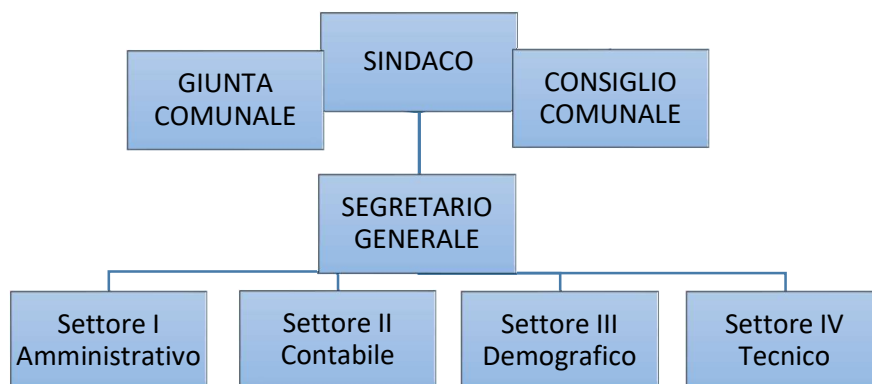 SINDACO
GIUNTA
COMUNALE
CONSIGLIO
COMUNALE
SEGRETARIO
GENERALE
Settore I
Amministrativo
Settore II
Contabile
Settore III
Demografico
Settore IV
Tecnico